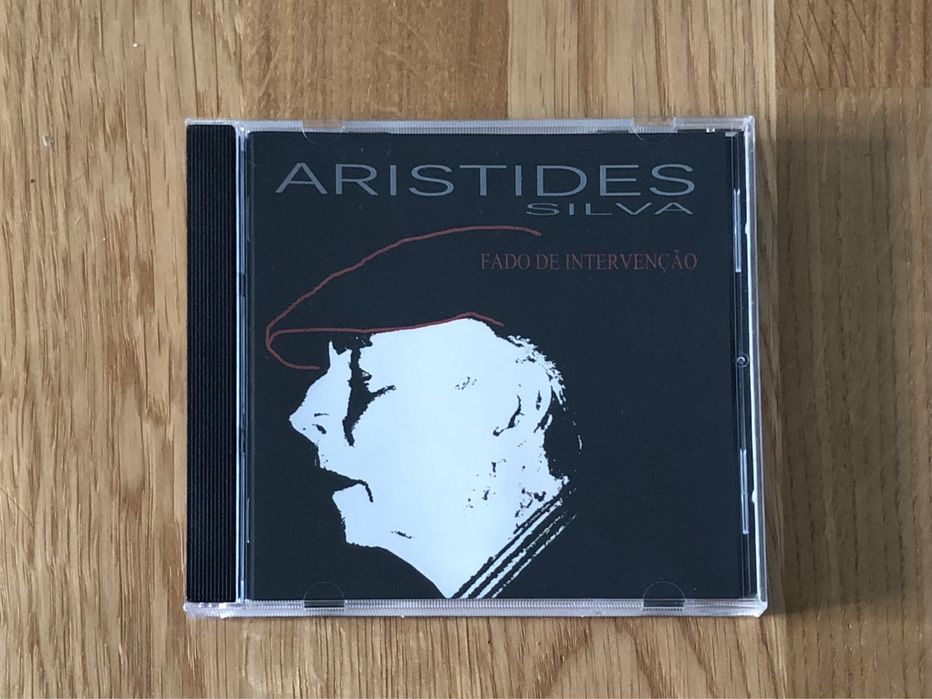 ARISTIDES
SILVA
FADO DE INTERVENÇÃO